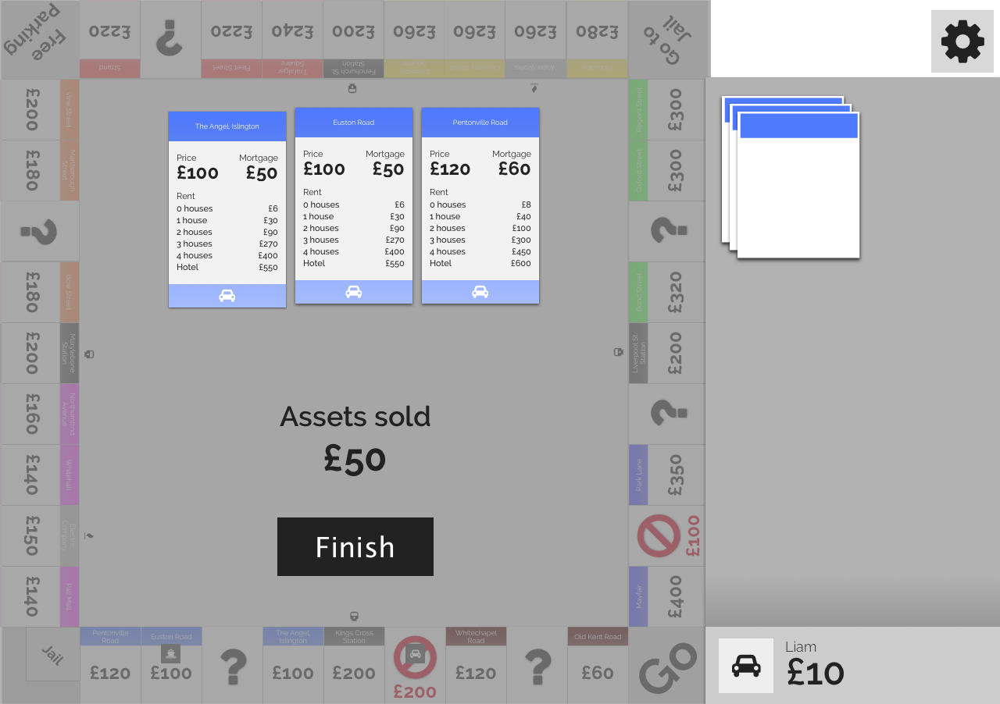 Free
Parking
£220
?
£220
£240
£200
£260
£260
£260
£280
Go to
Jail
Strand
Fleet Street
Trafalgar
Square
Fenchurch St
Station
Leicester
Square
Coventry Street
Water Works
Piccadilly
£200
Vine Street
£180
Marlborough
Street
?
£180
Bow Street
£200
Marylebone
Station
£160
Northumb'nd
Avenue
£140
Whitehall
£150
Electric
Company
£140
Pall Mall
The Angel, Islington
Price Mortgage
£100 £50
Rent
0 houses £6
1 house £30
2 houses £90
3 houses £270
4 houses £400
Hotel £550
Euston Road
Price Mortgage
£100 £50
Rent
0 houses £6
1 house £30
2 houses £90
3 houses £270
4 houses £400
Hotel £550
Pentonville Road
Price Mortgage
£120 £60
Rent
0 houses £8
1 house £40
2 houses £100
3 houses £300
4 houses £450
Hotel £600
Assets sold
£50
Finish
Regent Street
£300
Oxford Street
£300
?
Bond Street
£320
Liverpool St.
Station
£200
?
Park Lane
£350
£100
Mayfair
£400
Jail
Pentonville
Road
£120
Euston Road
£100
?
The Angel,
Islington
£100
Kings Cross
Station
£200
£200
Whitechapel
Road
£120
?
Old Kent Road
£60
GO
Liam
£10